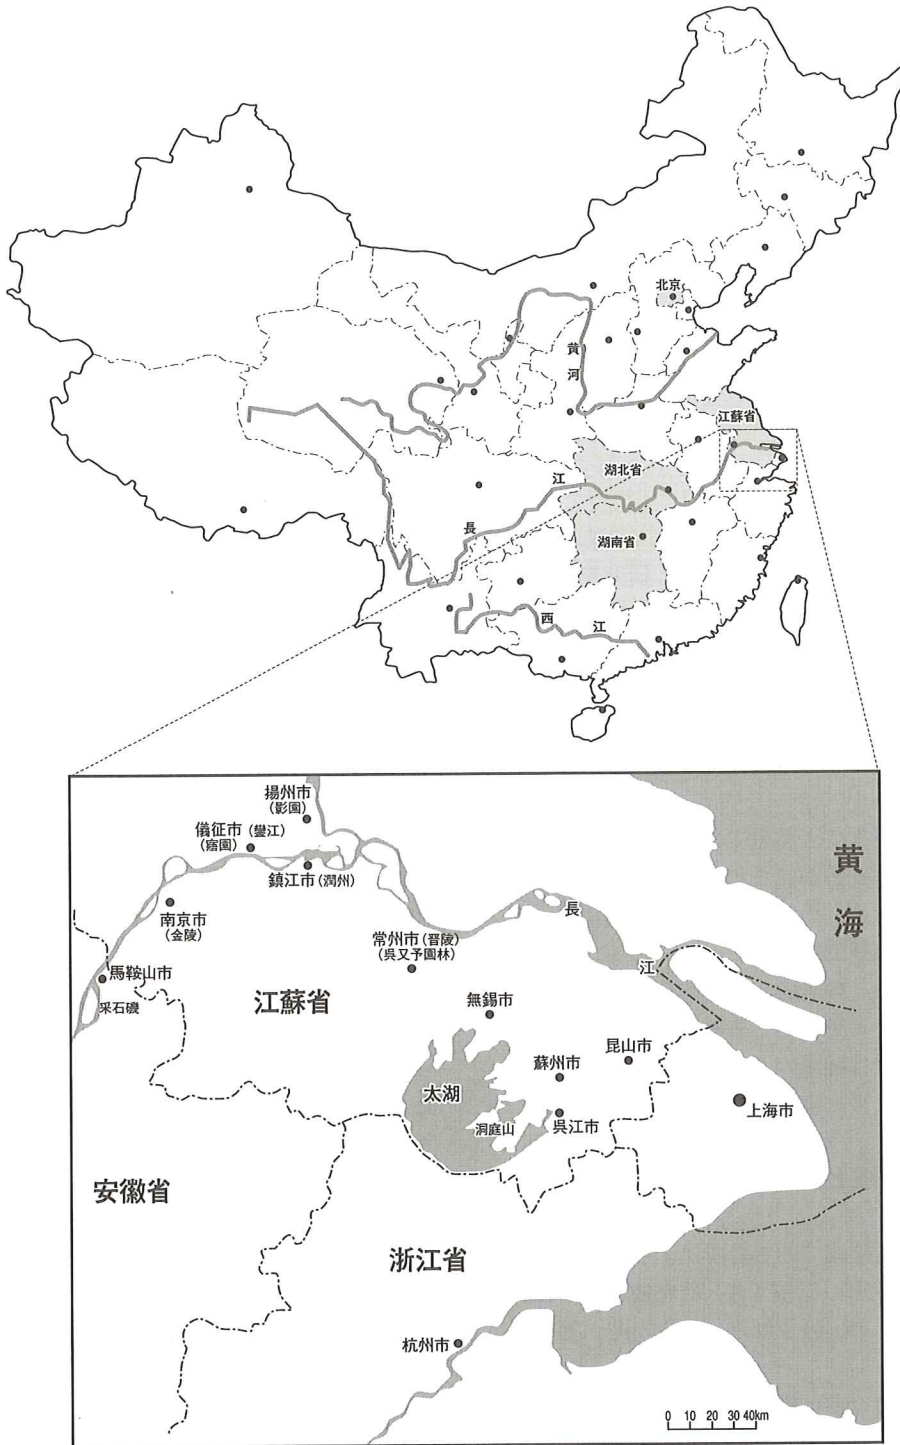 北京
黄河
江蘇省
湖北省
江
長
湖南省
西
江
揚州市
(影園)
儀征市(鑾江)
(寤園)
鎮江市(潤州)
黄海
南京市
(金陵)
長
常州市(晋陵)
(呉又予園林)
江
馬鞍山市
采石磯
江蘇省
無錫市
昆山市
蘇州市
太湖
上海市
洞庭山
呉江市
安徽省
浙江省
杭州市
0 10 20 30 40km